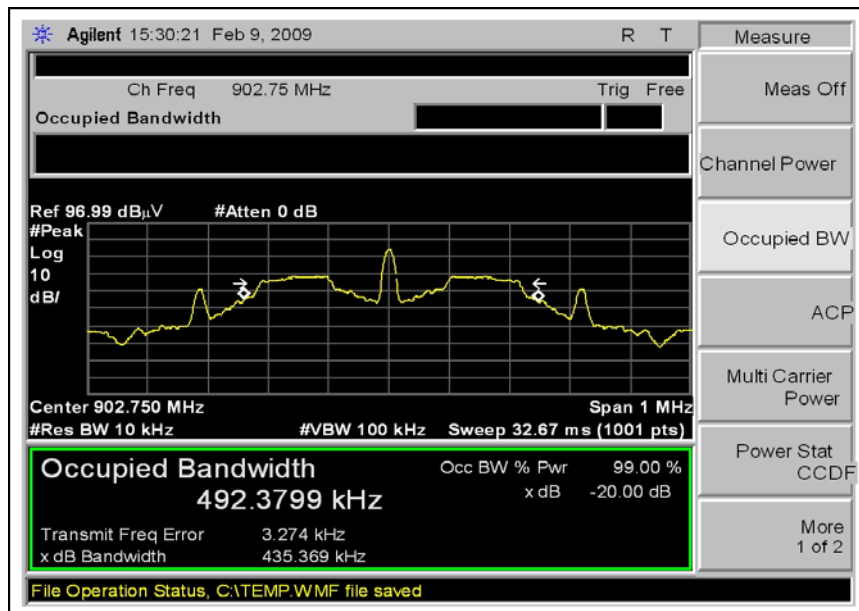 Agilent 15:30:21 Feb 9, 2009 R T
Measure
Ch Freq 902.75 MHz Trig Free
Occupied Bandwidth
Meas Off
Channel Power
Occupied BW
ACP
Multi Carrier
Power
Power Stat
CCDF
More
1 of 2
Ref 96.99 dBµV #Atten 0 dB
#Peak
Log
10
dB/
Center 902.750 MHz Span 1 MHz
#Res BW 10 kHz #VBW 100 kHz Sweep 32.67 ms (1001 pts)
Occupied Bandwidth
492.3799 kHz
Occ BW % Pwr 99.00 %
x dB -20.00 dB
Transmit Freq Error 3.274 kHz
x dB Bandwidth 435.369 kHz
File Operation Status, C:\TEMP.WMF file saved